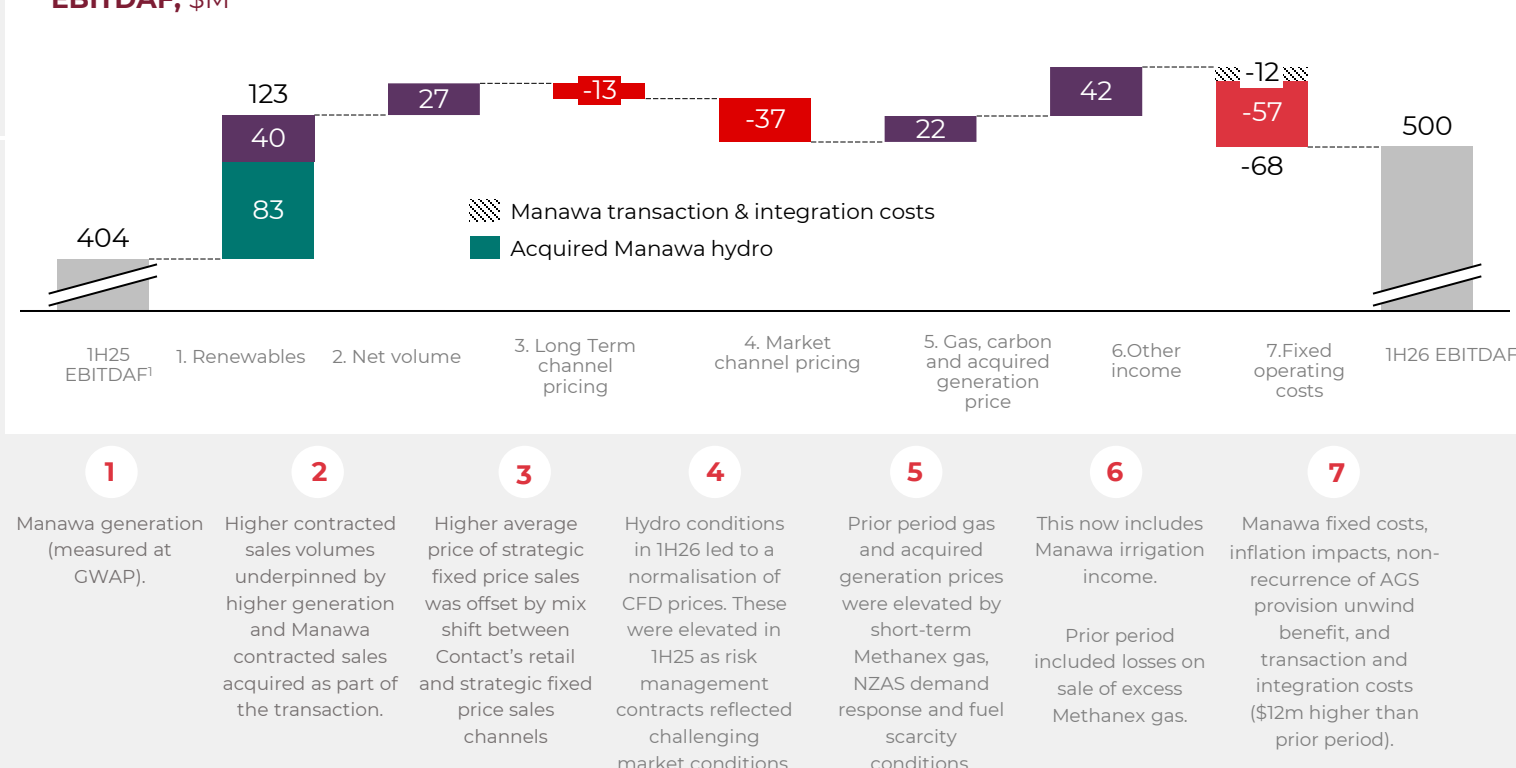 EBITDAF, $M
123
40
83
404
27
-13
-37
22
42
-12
-57
-68
500
Manawa transaction & integration costs
Acquired Manawa hydro
1H25
EBITDAF1
1. Renewables
2. Net volume
3. Long Term
channel
pricing
4. Market
channel pricing
5. Gas, carbon
and acquired
generation
price
6.Other
income
7.Fixed
operating
costs
1H26 EBITDAF
1
Manawa generation
(measured at
GWAP).
2
Higher contracted
sales volumes
underpinned by
higher generation
and Manawa
contracted sales
acquired as part of
the transaction.
3
Higher average
price of strategic
fixed price sales
was offset by mix
shift between
Contact's retail
and strategic fixed
price sales
channels
4
Hydro conditions
in 1H26 led to a
normalisation of
CFD prices. These
were elevated in
1H25 as risk
management
contracts reflected
challenging
market conditions
5
Prior period gas
and acquired
generation prices
were elevated by
short-term
Methanex gas,
NZAS demand
response and fuel
scarcity
conditions
6
This now includes
Manawa irrigation
income.
Prior period
included losses on
sale of excess
Methanex gas.
7
Manawa fixed costs,
inflation impacts, non-
recurrence of AGS
provision unwind
benefit, and
transaction and
integration costs
($12m higher than
prior period).